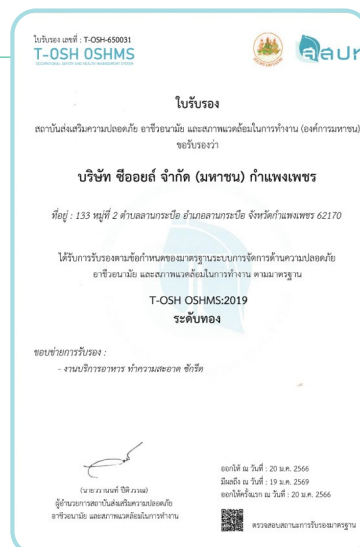 ใบรับรอง เลขที่ : T-OSH-650031
T-OSH OSHMS
OCCUPATIONAL SAFETY AND HEALTH MANAGEMENT SYSTEM
สสปท
ใบรับรอง
สถาบันส่งเสริมความปลอดภัย อาชีวอนามัย และสภาพแวดล้อมในการทำงาน (องค์การมหาชน)
ขอรับรองว่า
บริษัท ซีออยล์ จำกัด (มหาชน) กำแพงเพชร
ที่อยู่ : 133 หมู่ที่ 2 ตำบลลานกระบือ อำเภอลานกระบือ จังหวัดกำแพงเพชร 62170
ได้รับการรับรองตามข้อกำหนดของมาตรฐานระบบการจัดการด้านความปลอดภัย
อาชีวอนามัย และสภาพแวดล้อมในการทำงาน ตามมาตรฐาน
T-OSH OSHMS:2019
ระดับทอง
ขอบข่ายการรับรอง :
- งานบริการอาหาร ทำความสะอาด ซักรีด
ผู้อำนวยการสถาบันส่งเสริมความปลอดภัย
อาชีวอนามัย และสภาพแวดล้อมในการทำงาน
ออกให้ ณ วันที่ : 20 ม.ค. 2566
มีผลถึง ณ วันที่ : 19 ม.ค. 2569
ออกให้ครั้งแรก ณ วันที่ : 20 ม.ค. 2566
ตรวจสอบสถานะการรับรองมาตรฐาน